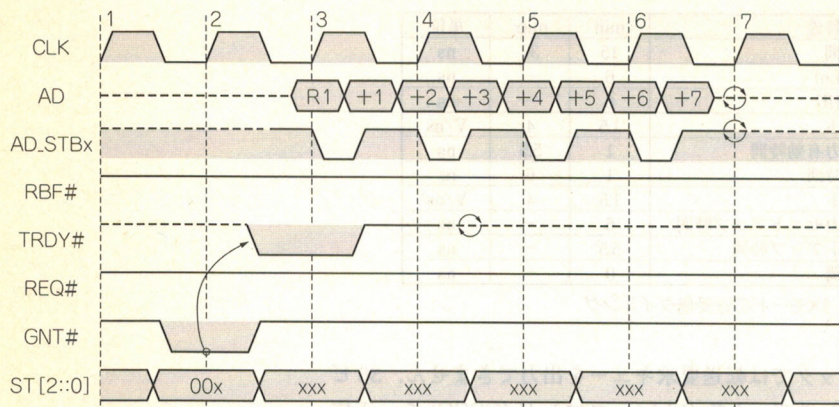 1 2 3 4 5 6 7
CLK
AD R1 +1 +2 +3 +4 +5 +6 +7
AD_STBx
RBF#
TRDY#
REQ#
GNT#
ST[2::0] 00x xxx xxx xxx xxx xxx